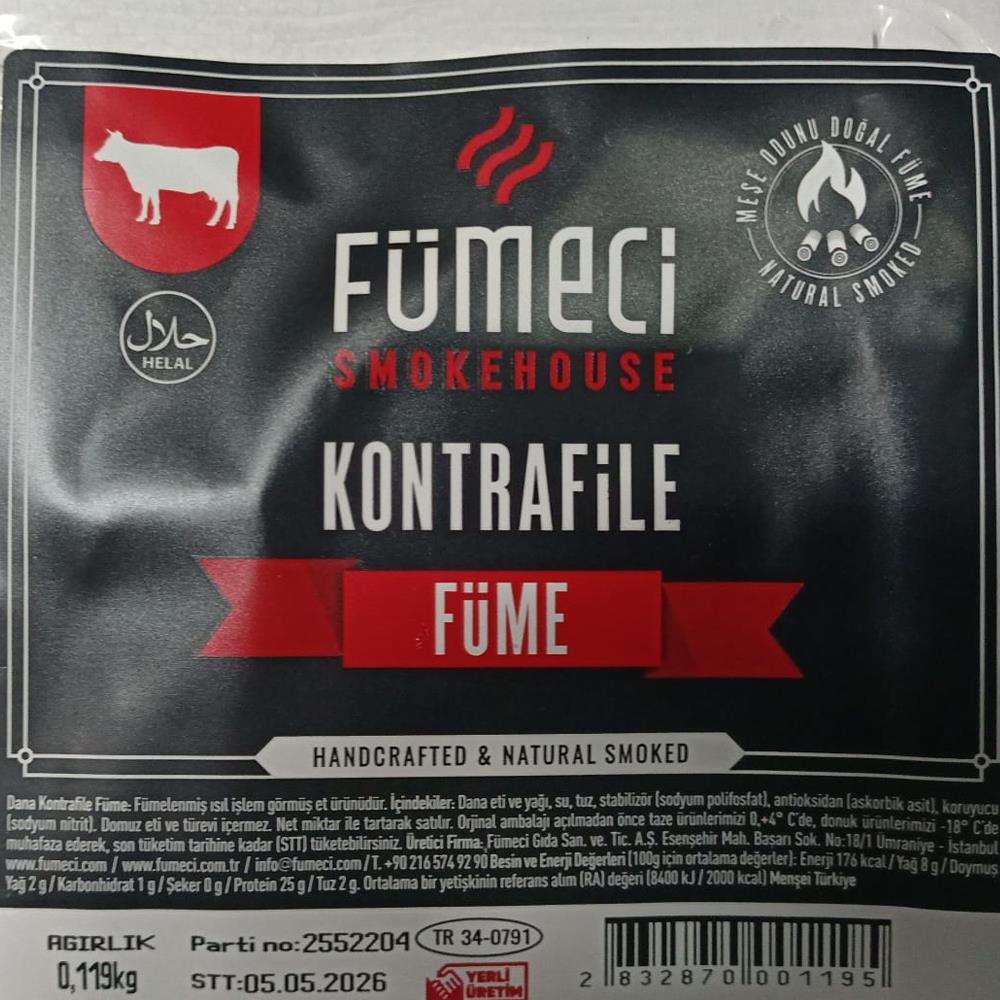 MEŞE ODUNU DOĞAL FÜME
NATURAL SMOKED
حلال
HELAL
FÜMECİ
SMOKEHOUSE
KONTRAFİLE
FÜME
HANDCRAFTED & NATURAL SMOKED
Dana Kontrafile Füme: Fümelenmiş ısıl işlem görmüş et ürünüdür. İçindekiler: Dana eti ve yağı, su, tuz, stabilizör (sodyum polifosfat), antioksidan (askorbik asit), koruyucu
(sodyum nitrit). Domuz eti ve türevi içermez. Net miktar ile tartarak satılır. Orjinal ambalajı açılmadan önce taze ürünlerimizi 0,+4° C'de, donuk ürünlerimizi -18° C'de
muhafaza ederek, son tüketim tarihine kadar (STT) tüketebilirsiniz. Üretici Firma: Fümeci Gıda San. ve. Tic. A.Ş. Esenşehir Mah. Başarı Sok. No:18/1 Umraniye - İstanbul
www.fumeci.com / www.fumeci.com.tr / info@fumeci.com / T. +90 216 574 92 90 Besin ve Enerji Değerleri (100g için ortalama değerler): Enerji 176 kcal / Yağ 8 g / Doymuş
Yağ 2 g / Karbonhidrat 1 g / Şeker 0 g / Protein 25 g / Tuz 2 g. Ortalama bir yetişkinin referans alım (RA) değeri (8400 kJ / 2000 kcal) Menşei Türkiye
AGIRLIK
0,119kg
Parti no:2552204
TR 34-0791
STT:05.05.2026
YERLİ
ÜRETİM
2 832870 001195